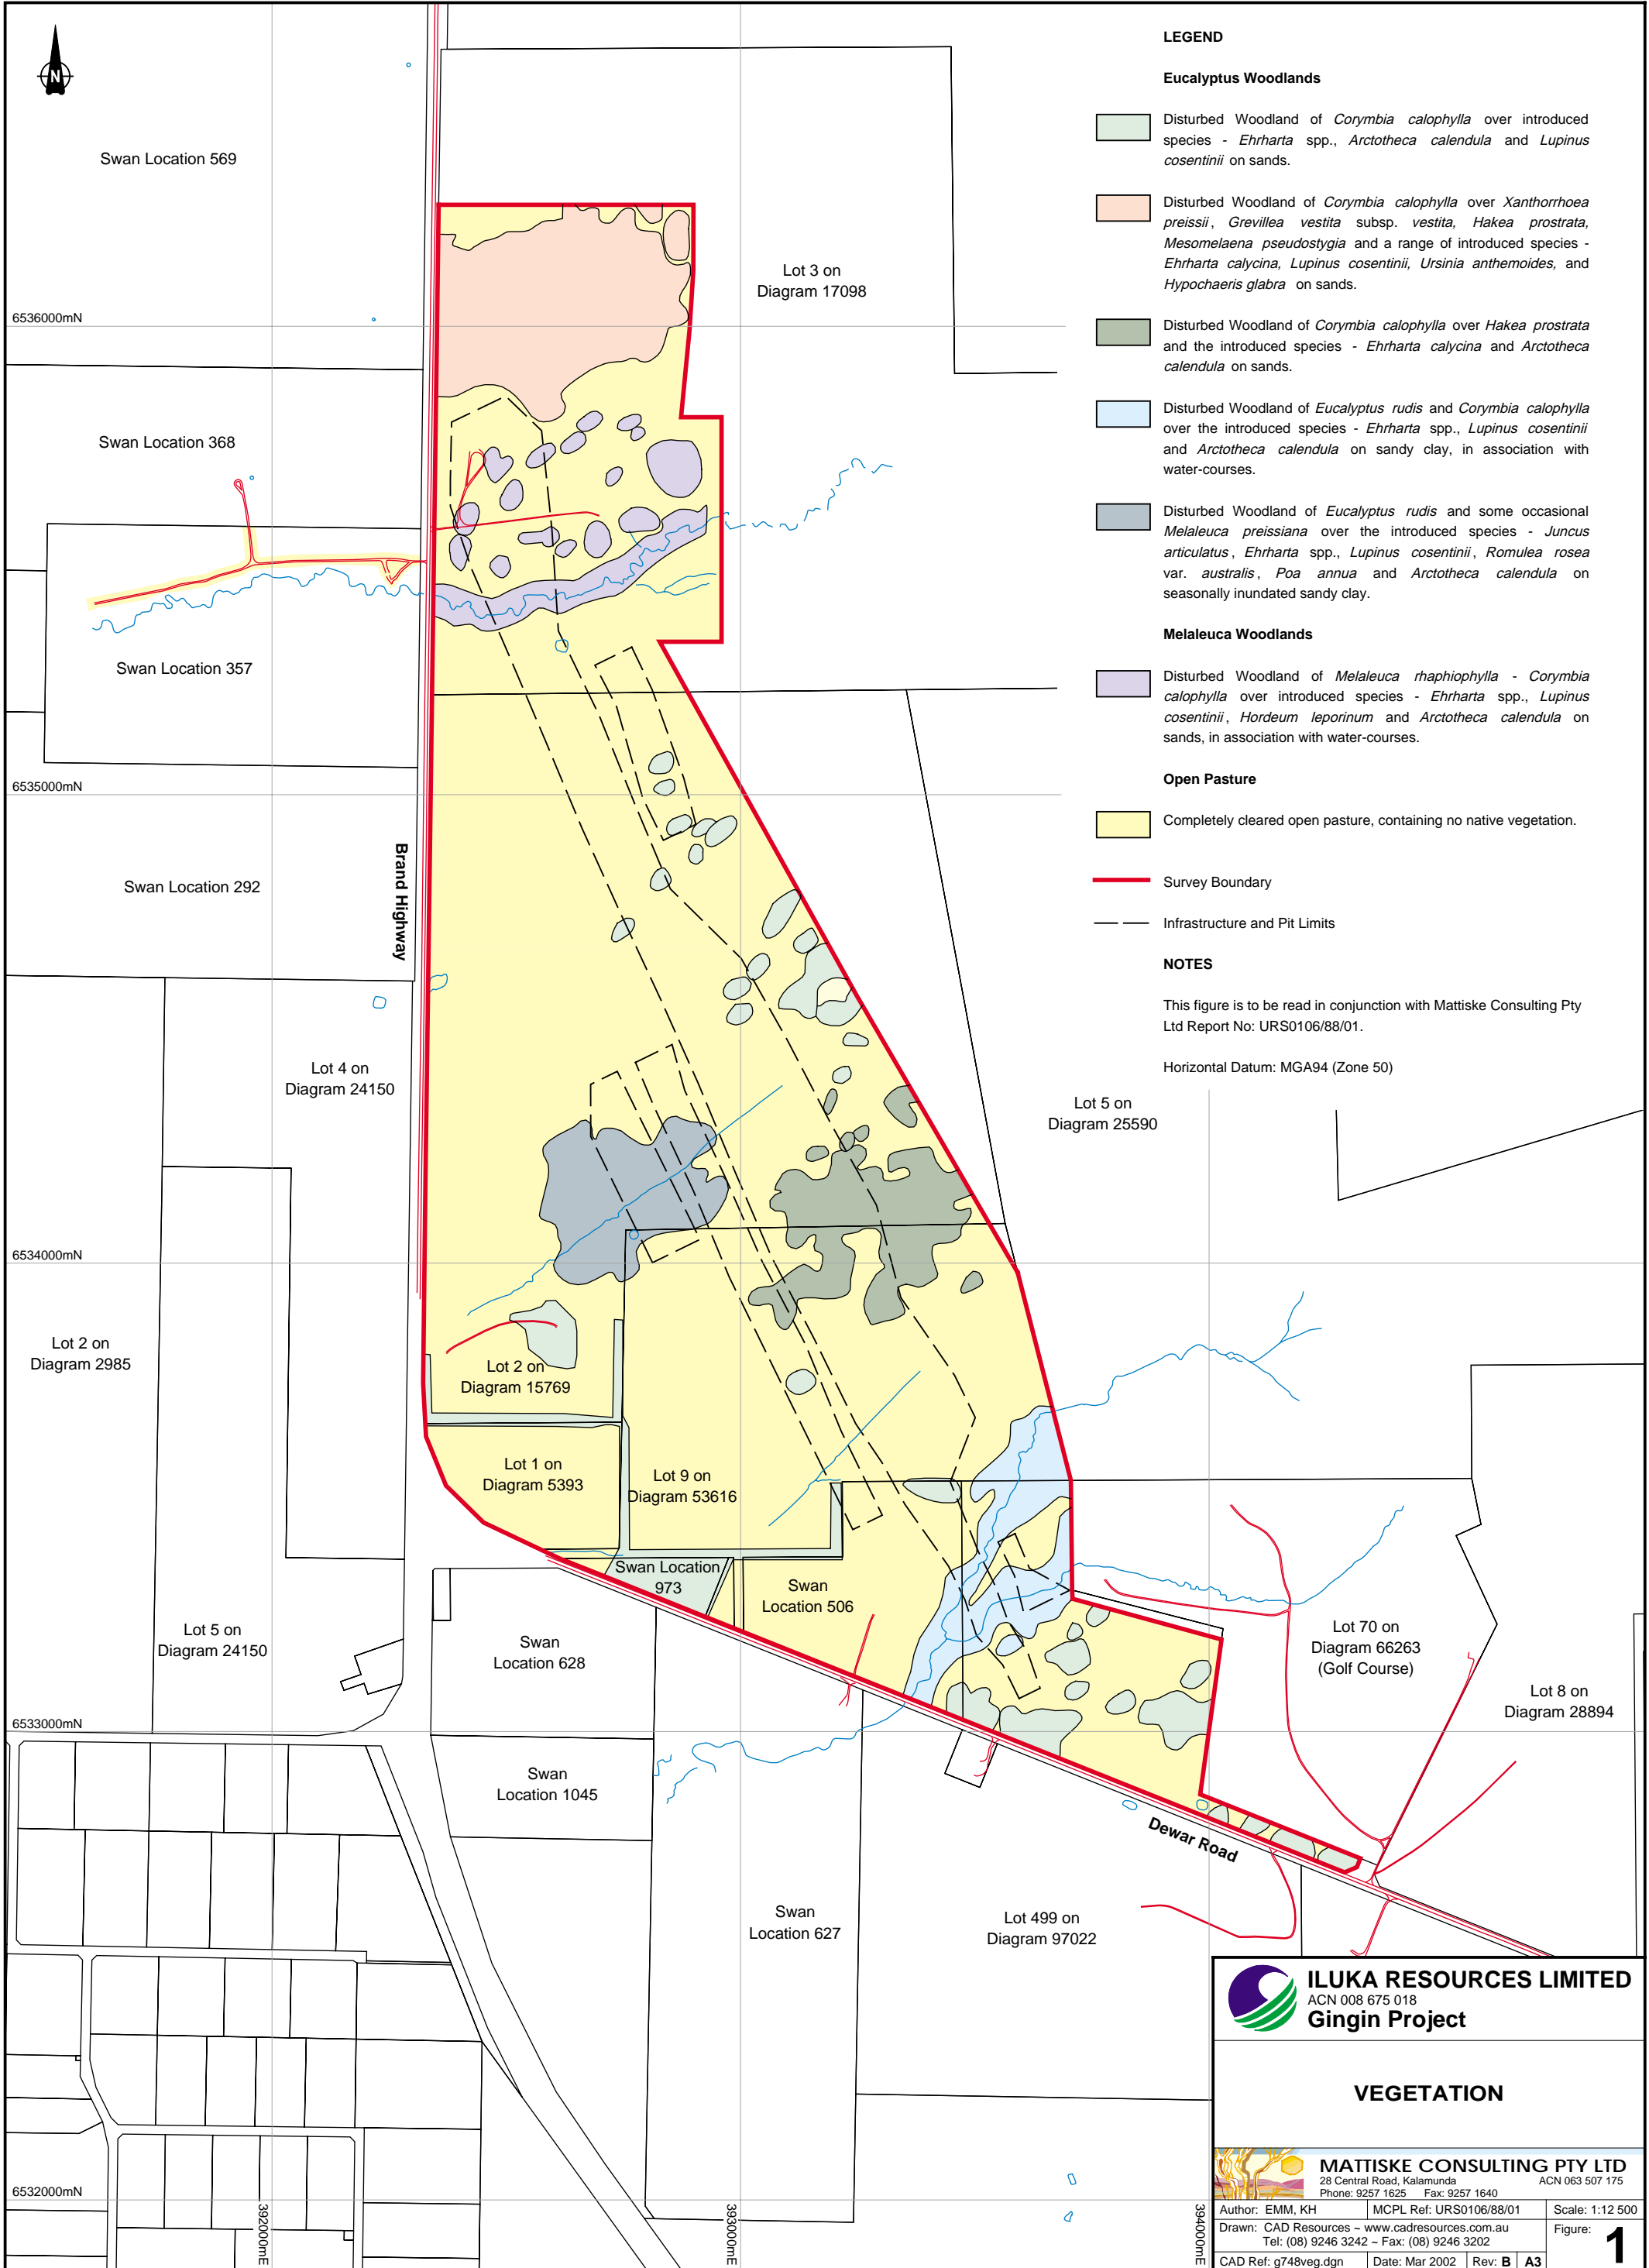 LEGEND
Eucalyptus Woodlands
Disturbed Woodland of Corymbia calophylla over introduced
species - Ehrharta spp., Arctotheca calendula and Lupinus
cosentinii on sands.
Disturbed Woodland of Corymbia calophylla over Xanthorrhoea
preissii, Grevillea vestita subsp. vestita, Hakea prostrata,
Mesomelaena pseudostygia and a range of introduced species -
Ehrharta calycina, Lupinus cosentinii, Ursinia anthemoides, and
Hypochaeris glabra on sands.
Disturbed Woodland of Corymbia calophylla over Hakea prostrata
and the introduced species - Ehrharta calycina and Arctotheca
calendula on sands.
Disturbed Woodland of Eucalyptus rudis and Corymbia calophylla
over the introduced species - Ehrharta spp., Lupinus cosentinii
and Arctotheca calendula on sandy clay, in association with
water-courses.
Disturbed Woodland of Eucalyptus rudis and some occasional
Melaleuca preissiana over the introduced species - Juncus
articulatus, Ehrharta spp., Lupinus cosentinii, Romulea rosea
var. australis, Poa annua and Arctotheca calendula on
seasonally inundated sandy clay.
Melaleuca Woodlands
Disturbed Woodland of Melaleuca rhaphiophylla - Corymbia
calophylla over introduced species - Ehrharta spp., Lupinus
cosentinii, Hordeum leporinum and Arctotheca calendula on
sands, in association with water-courses.
Open Pasture
Completely cleared open pasture, containing no native vegetation.
Survey Boundary
Infrastructure and Pit Limits
NOTES
This figure is to be read in conjunction with Mattiske Consulting Pty
Ltd Report No: URS0106/88/01.
Horizontal Datum: MGA94 (Zone 50)
N
Swan Location 569
Lot 3 on
Diagram 17098
6536000mN
Swan Location 368
Swan Location 357
6535000mN
Brand Highway
Swan Location 292
Lot 4 on
Diagram 24150
Lot 5 on
Diagram 25590
6534000mN
Lot 2 on
Diagram 2985
Lot 2 on
Diagram 15769
Lot 1 on
Diagram 5393
Lot 9 on
Diagram 53616
Swan Location
973
Swan
Location 506
Lot 5 on
Diagram 24150
Swan
Location 628
Lot 70 on
Diagram 66263
(Golf Course)
Lot 8 on
Diagram 28894
6533000mN
Swan
Location 1045
Dewar Road
Swan
Location 627
Lot 499 on
Diagram 97022
6532000mN
392000mE
393000mE
394000mE
ILUKA RESOURCES LIMITED
ACN 008 675 018
Gingin Project
VEGETATION
MATTISKE CONSULTING PTY LTD
28 Central Road, Kalamunda ACN 063 507 175
Phone: 9257 1625 Fax: 9257 1640
Author: EMM, KH MCPL Ref: URS0106/88/01 Scale: 1:12 500
Drawn: CAD Resources ~ www.cadresources.com.au
Tel: (08) 9246 3242 ~ Fax: (08) 9246 3202
Figure: 1
CAD Ref: g748veg.dgn Date: Mar 2002 Rev: B A3